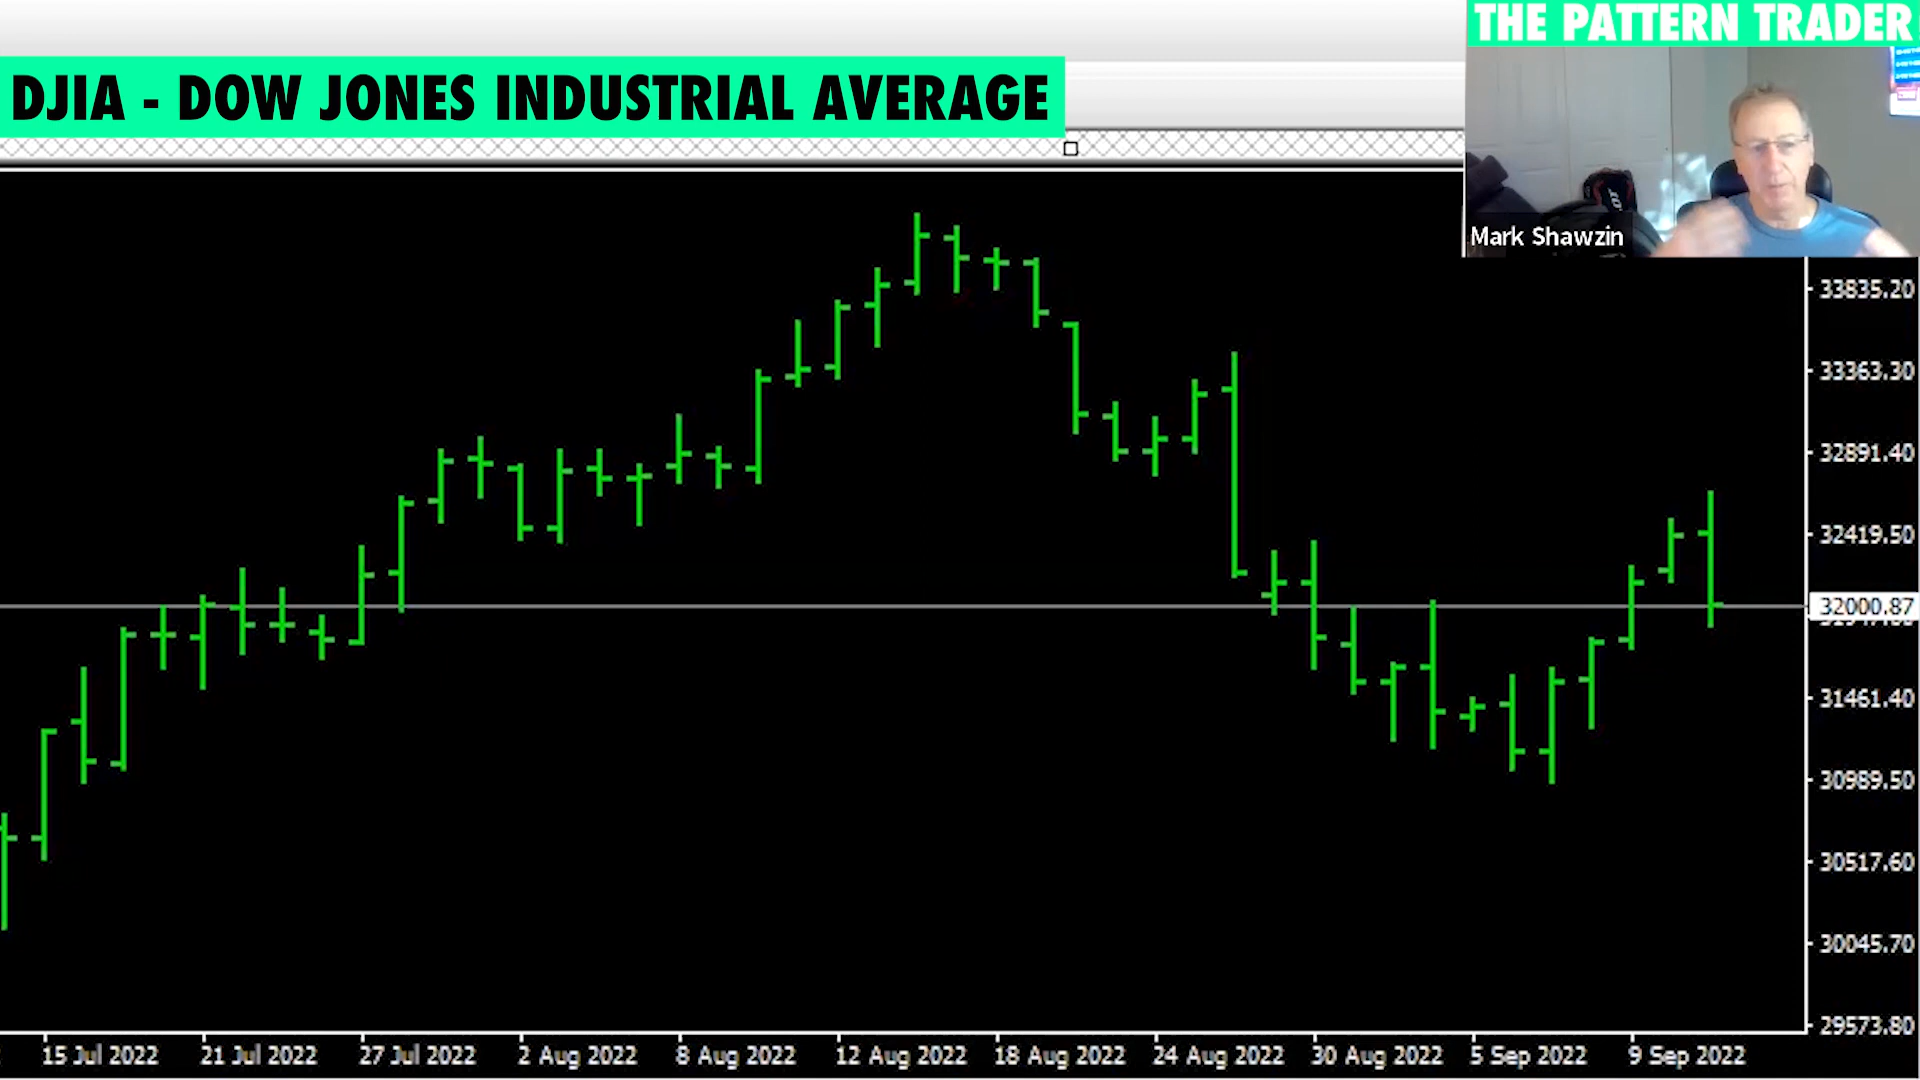 THE PATTERN TRADER
DJIA - DOW JONES INDUSTRIAL AVERAGE
Mark Shawzin
33835.20
33363.30
32891.40
32419.50
32000.87
31461.40
30989.50
30517.60
30045.70
29573.80
15 Jul 2022 21 Jul 2022 27 Jul 2022 2 Aug 2022 8 Aug 2022 12 Aug 2022 18 Aug 2022 24 Aug 2022 30 Aug 2022 5 Sep 2022 9 Sep 2022